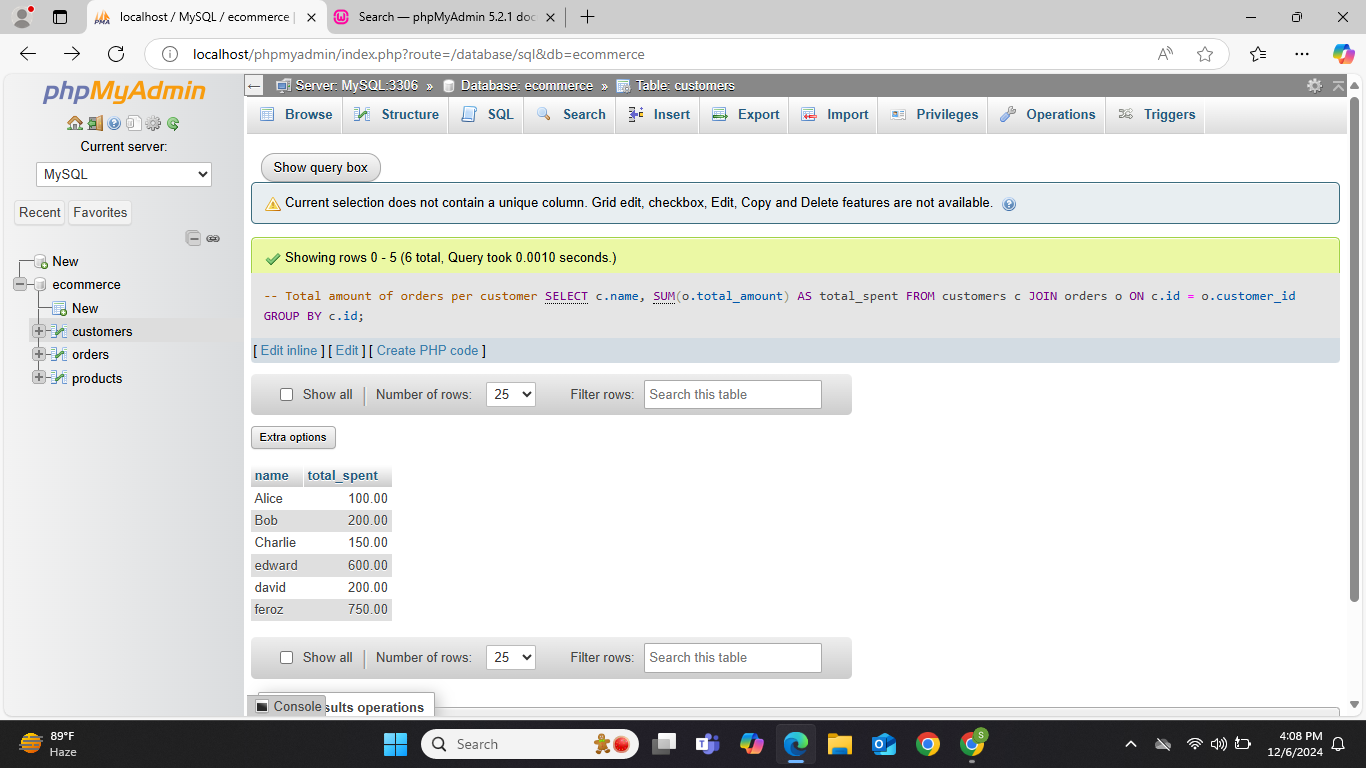 localhost / MySQL / ecommerce |
Search — phpMyAdmin 5.2.1 doc
localhost/phpmyadmin/index.php?route=/database/sql&db=ecommerce
phpMyAdmin
Current server:
MySQL
Recent Favorites
New
ecommerce
New
customers
orders
products
Server: MySQL:3306 » Database: ecommerce » Table: customers
Browse Structure SQL Search Insert Export Import Privileges Operations Triggers
Show query box
Current selection does not contain a unique column. Grid edit, checkbox, Edit, Copy and Delete features are not available.
Showing rows 0 - 5 (6 total, Query took 0.0010 seconds.)
-- Total amount of orders per customer SELECT c.name, SUM(o.total_amount) AS total_spent FROM customers c JOIN orders o ON c.id = o.customer_id
GROUP BY c.id;
[ Edit inline ] [ Edit ] [ Create PHP code ]
Show all | Number of rows: 25 Filter rows: Search this table
Extra options
name total_spent
Alice 100.00
Bob 200.00
Charlie 150.00
edward 600.00
david 200.00
feroz 750.00
Show all | Number of rows: 25 Filter rows: Search this table
Console sults operations
89°F
Haze
Search
S
4:08 PM
12/6/2024